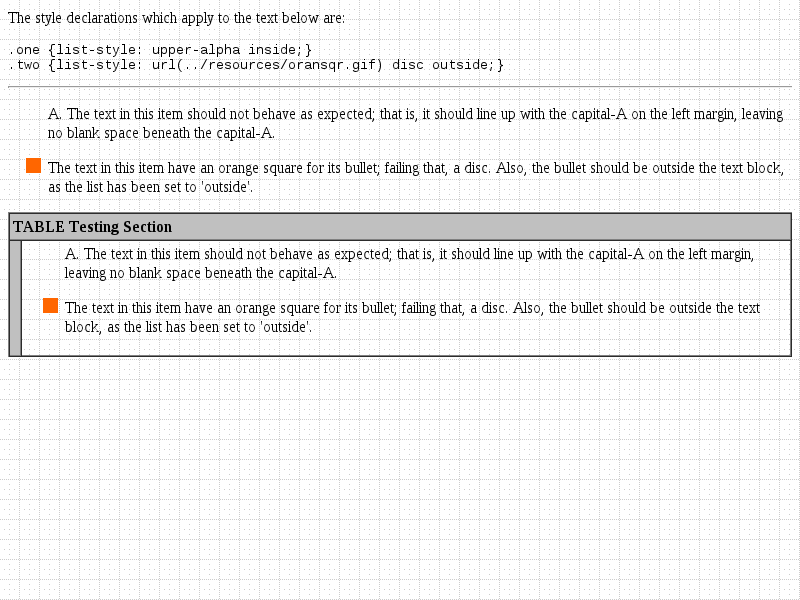 The style declarations which apply to the text below are:
.one {list-style: upper-alpha inside;}
.two {list-style: url(../resources/oransqr.gif) disc outside;}
A. The text in this item should not behave as expected; that is, it should line up with the capital-A on the left margin, leaving
no blank space beneath the capital-A.
The text in this item have an orange square for its bullet; failing that, a disc. Also, the bullet should be outside the text block,
as the list has been set to 'outside'.
TABLE Testing Section
A. The text in this item should not behave as expected; that is, it should line up with the capital-A on the left margin,
leaving no blank space beneath the capital-A.
The text in this item have an orange square for its bullet; failing that, a disc. Also, the bullet should be outside the text
block, as the list has been set to 'outside'.